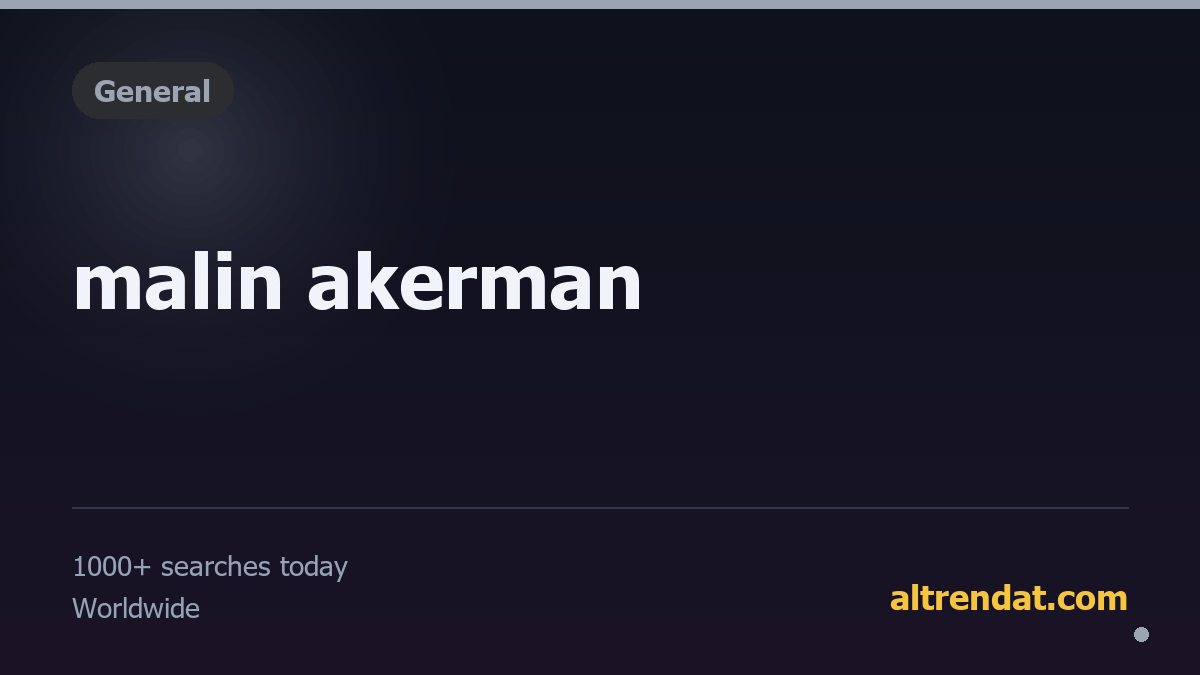 General
malin akerman
1000+ searches today
Worldwide
altrendat.com